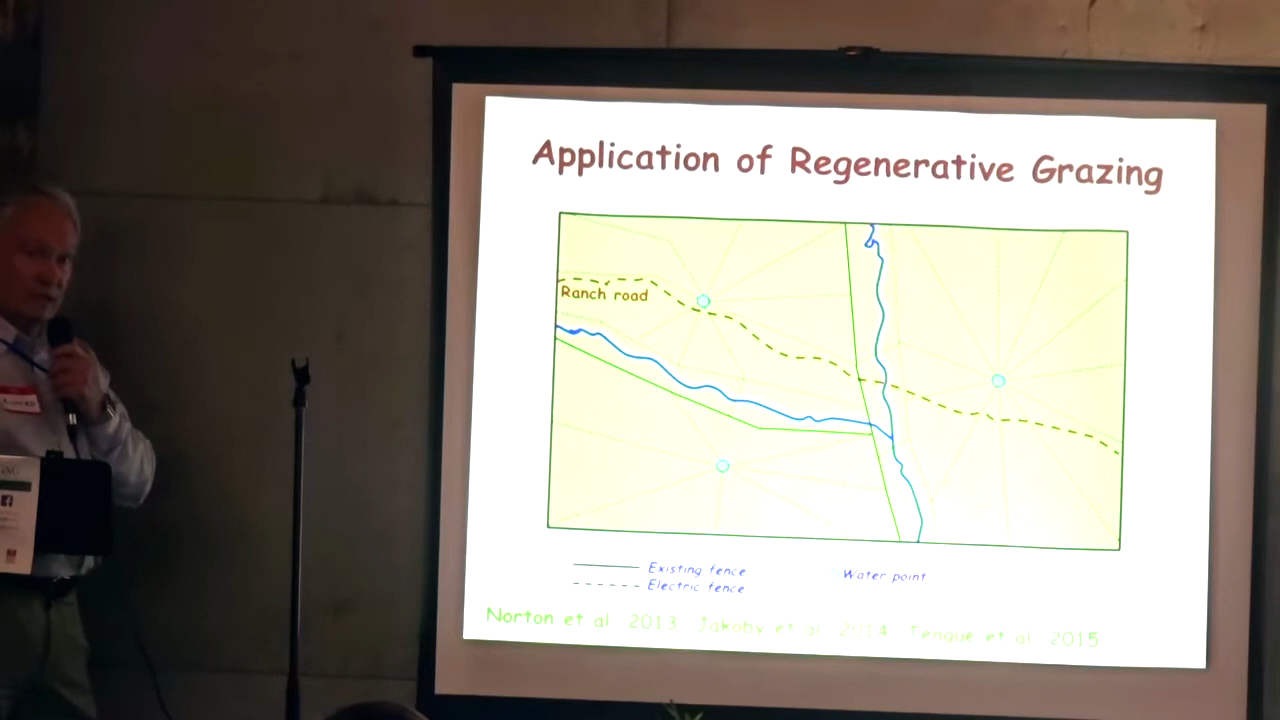 Application of Regenerative Grazing
Ranch road
Existing fence
Electric fence
Water point
Norton et al 2013 Jakoby et al 2014 Teague et al 2015